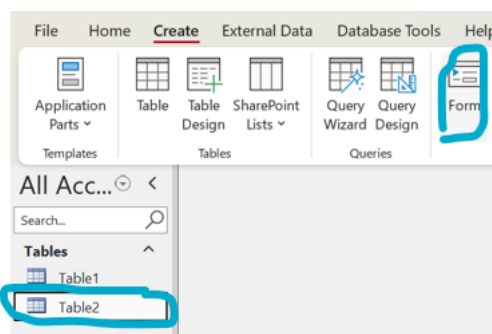 File Home Create External Data Database Tools Help
Application Parts
Table
Table Design
SharePoint Lists
Query Wizard
Query Design
Form
Templates
Tables
Queries
All Acc...
Search...
Tables
Table1
Table2